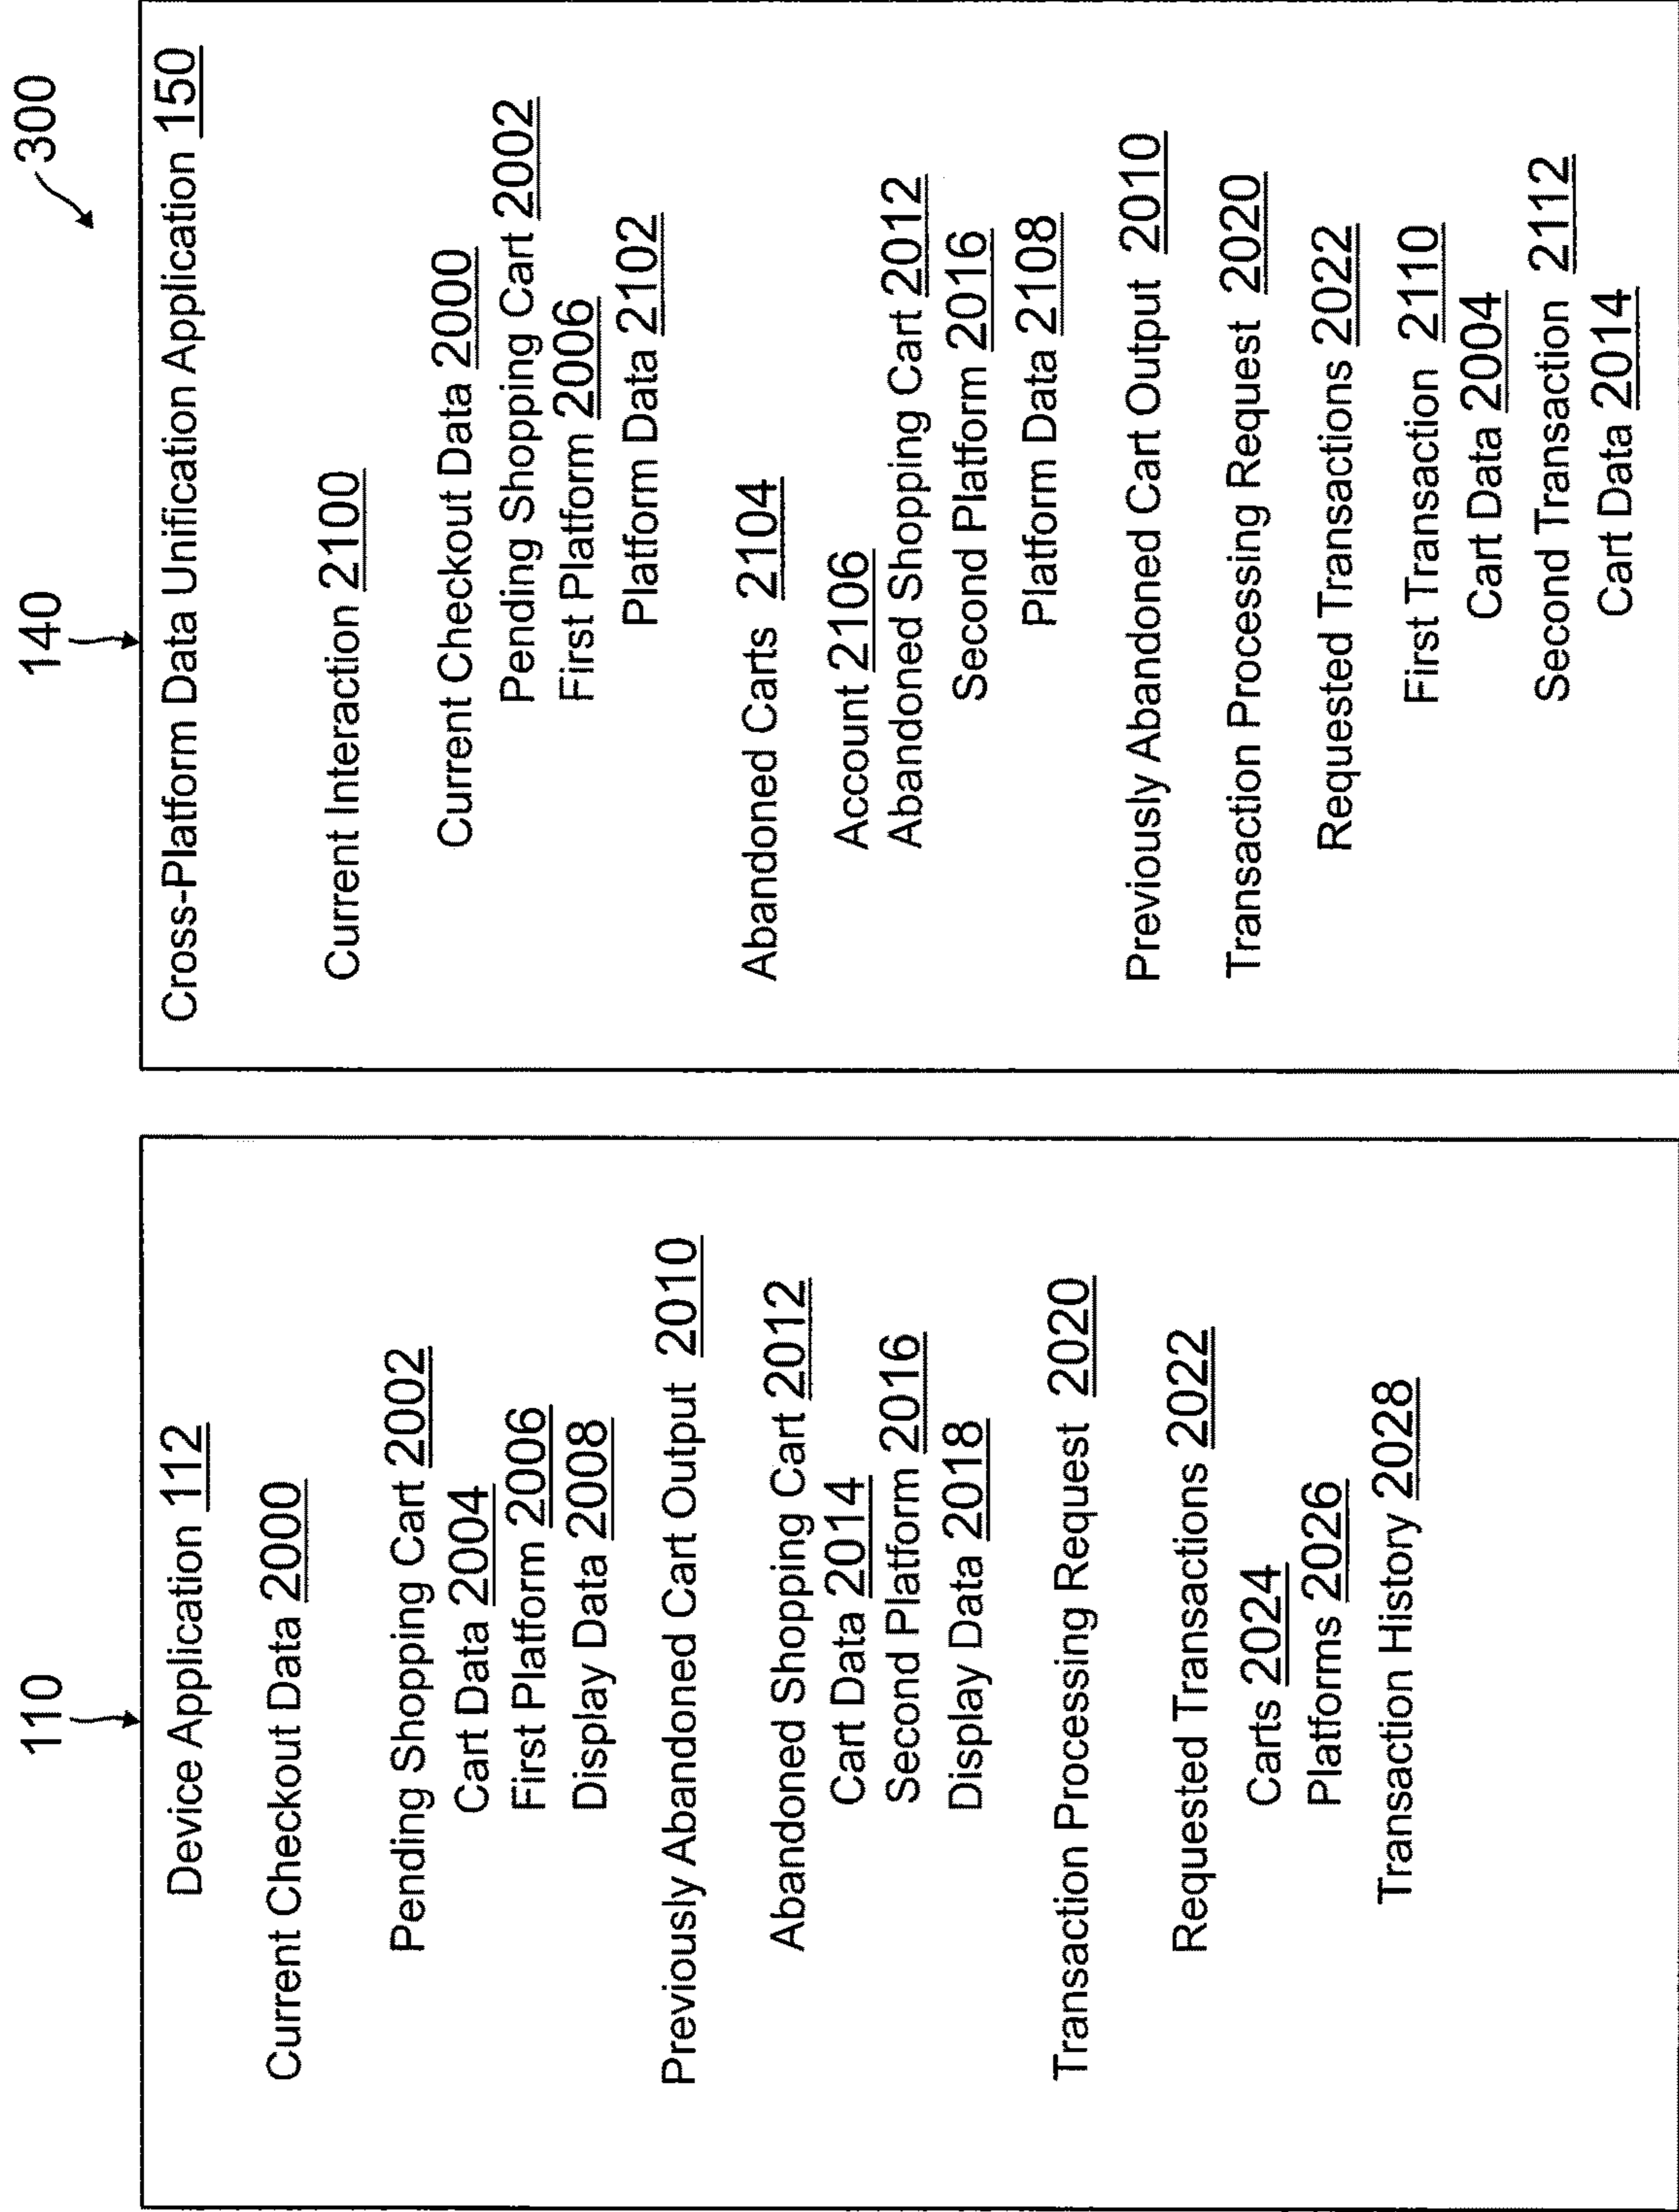 300
110
Device Application 112
Current Checkout Data 2000
Pending Shopping Cart 2002
Cart Data 2004
First Platform 2006
Display Data 2008
Previously Abandoned Cart Output 2010
Abandoned Shopping Cart 2012
Cart Data 2014
Second Platform 2016
Display Data 2018
Transaction Processing Request 2020
Requested Transactions 2022
Carts 2024
Platforms 2026
Transaction History 2028
140
Cross-Platform Data Unification Application 150
Current Interaction 2100
Current Checkout Data 2000
Pending Shopping Cart 2002
First Platform 2006
Platform Data 2102
Abandoned Carts 2104
Account 2106
Abandoned Shopping Cart 2012
Second Platform 2016
Platform Data 2108
Previously Abandoned Cart Output 2010
Transaction Processing Request 2020
Requested Transactions 2022
First Transaction 2110
Cart Data 2004
Second Transaction 2112
Cart Data 2014